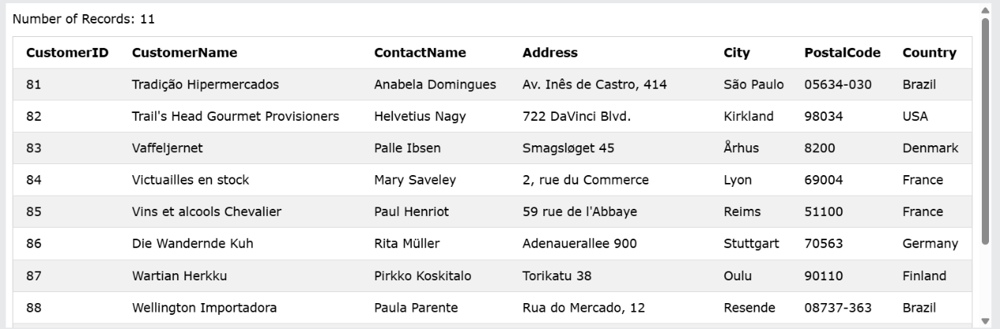 Number of Records: 11
CustomerID CustomerName ContactName Address City PostalCode Country
81 Tradição Hipermercados Anabela Domingues Av. Inês de Castro, 414 São Paulo 05634-030 Brazil
82 Trail's Head Gourmet Provisioners Helvetius Nagy 722 DaVinci Blvd. Kirkland 98034 USA
83 Vaffeljernet Palle Ibsen Smagsløget 45 Århus 8200 Denmark
84 Victuailles en stock Mary Saveley 2, rue du Commerce Lyon 69004 France
85 Vins et alcools Chevalier Paul Henriot 59 rue de l'Abbaye Reims 51100 France
86 Die Wandernde Kuh Rita Müller Adenauerallee 900 Stuttgart 70563 Germany
87 Wartian Herkku Pirkko Koskitalo Torikatu 38 Oulu 90110 Finland
88 Wellington Importadora Paula Parente Rua do Mercado, 12 Resende 08737-363 Brazil